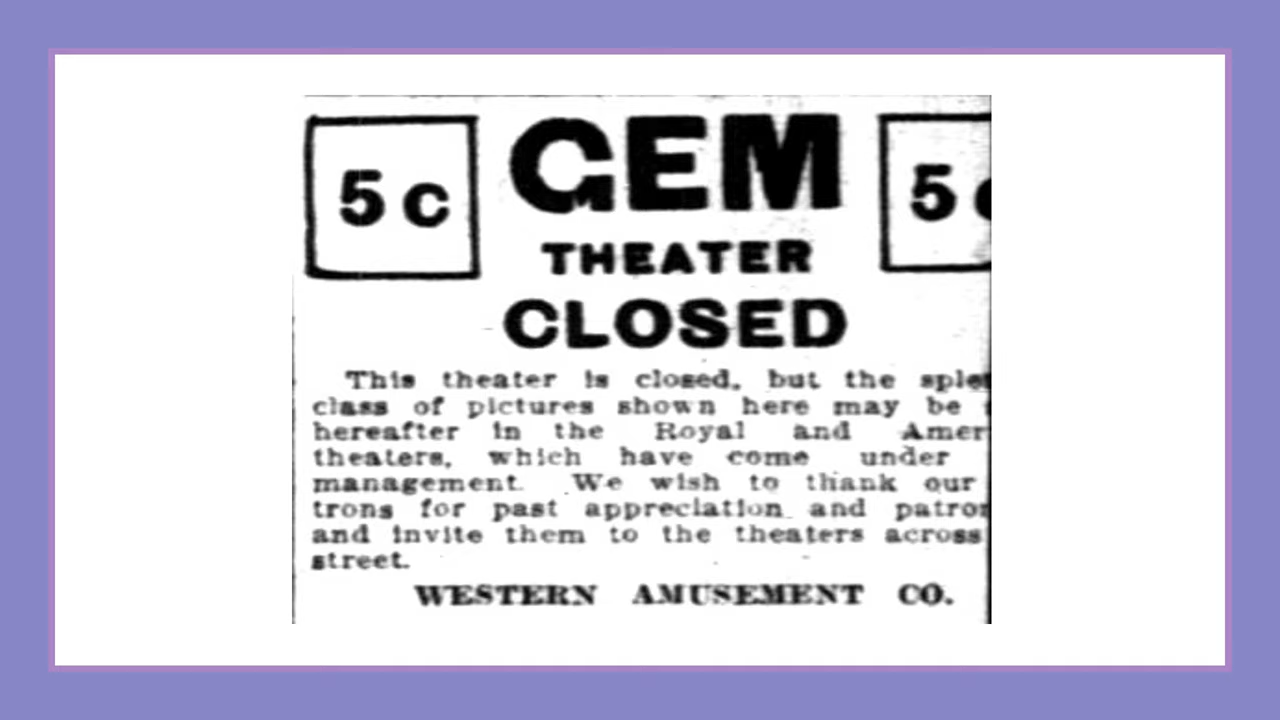 5c GEM 5
THEATER
CLOSED
This theater is closed, but the
class of pictures shown here may be
hereafter in the Royal and
theaters, which have come under
management. We wish to thank our
trons for past appreciation and
and invite them to the theaters across
street.
WESTERN AMUSEMENT CO.